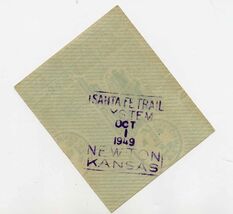 SANTA FE TRAIL
SYSTEM
OCT
1
1949
NEWTON
KANSAS